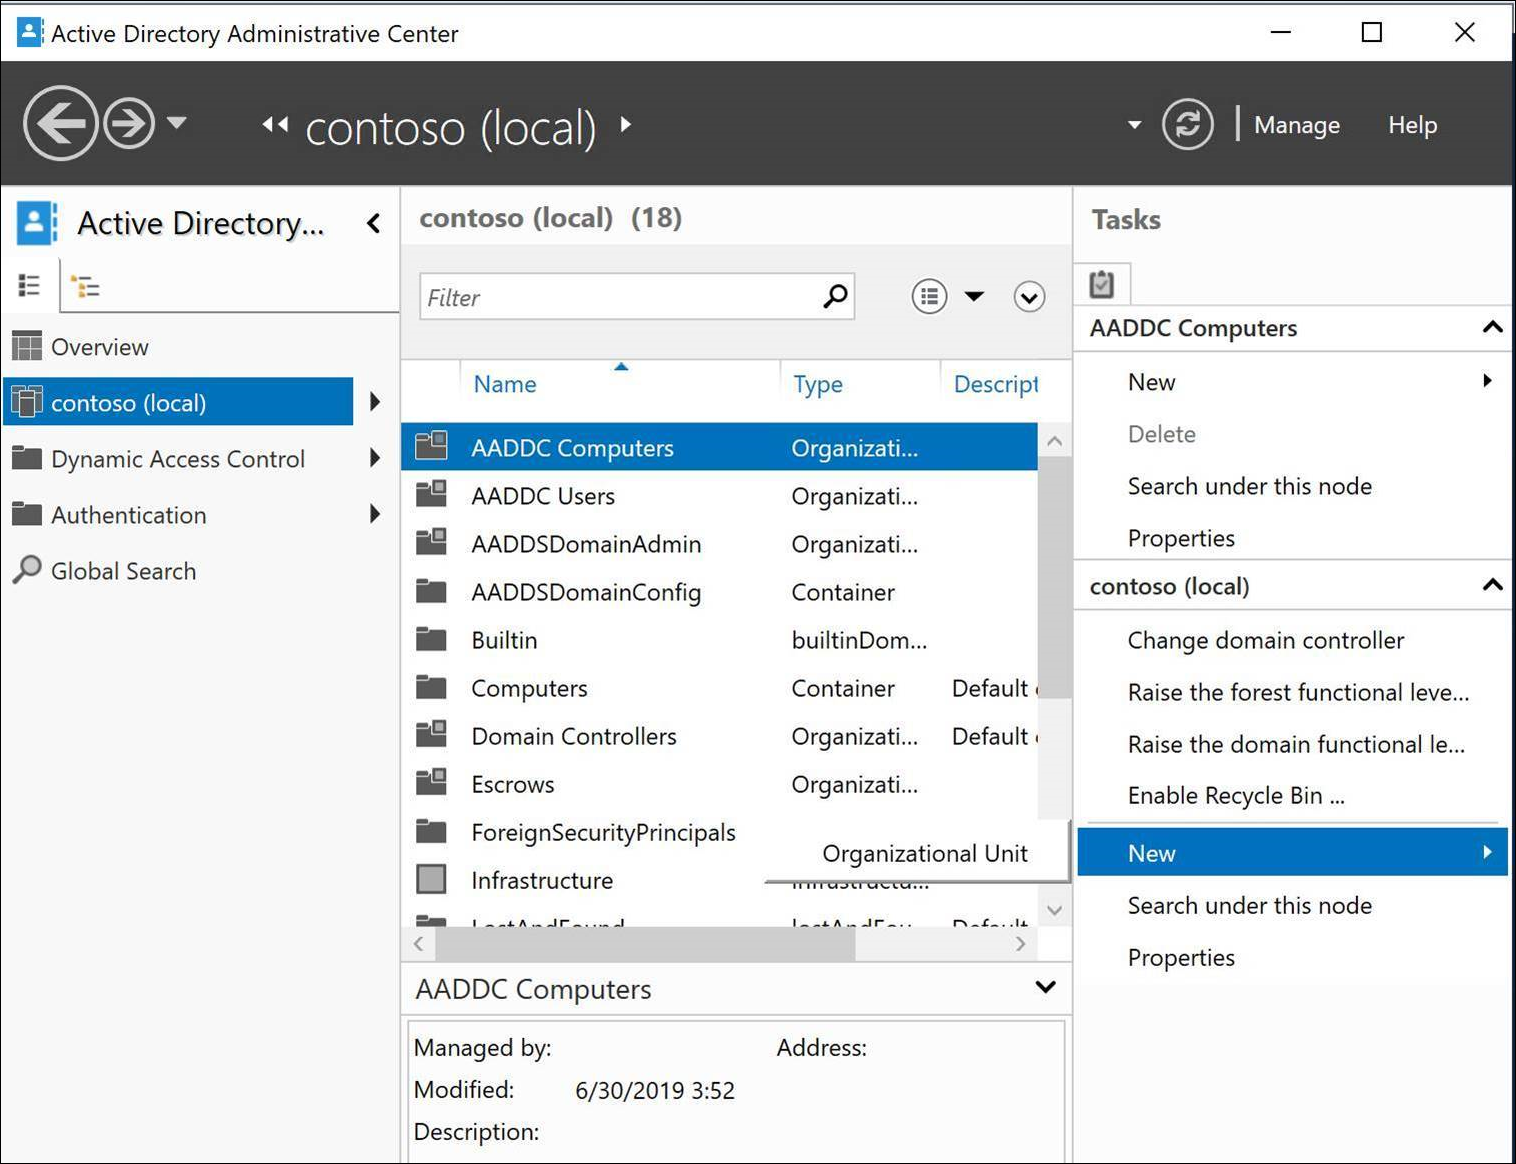 Active Directory Administrative Center
contoso (local)
Manage
Help
Active Directory...
Overview
contoso (local)
Dynamic Access Control
Authentication
Global Search
contoso (local) (18)
Filter
Name Type Descript
AADDC Computers Organizati...
AADDC Users Organizati...
AADDSDomainAdmin Organizati...
AADDSDomainConfig Container
Builtin builtinDom...
Computers Container Default
Domain Controllers Organizati... Default
Escrows Organizati...
ForeignSecurityPrincipals
Organizational Unit
Infrastructure infrastructu...
LostAndFound lostAndFou... Default
AADDC Computers
Managed by: Address:
Modified: 6/30/2019 3:52
Description:
Tasks
AADDC Computers
New
Delete
Search under this node
Properties
contoso (local)
Change domain controller
Raise the forest functional leve...
Raise the domain functional le...
Enable Recycle Bin ...
New
Search under this node
Properties